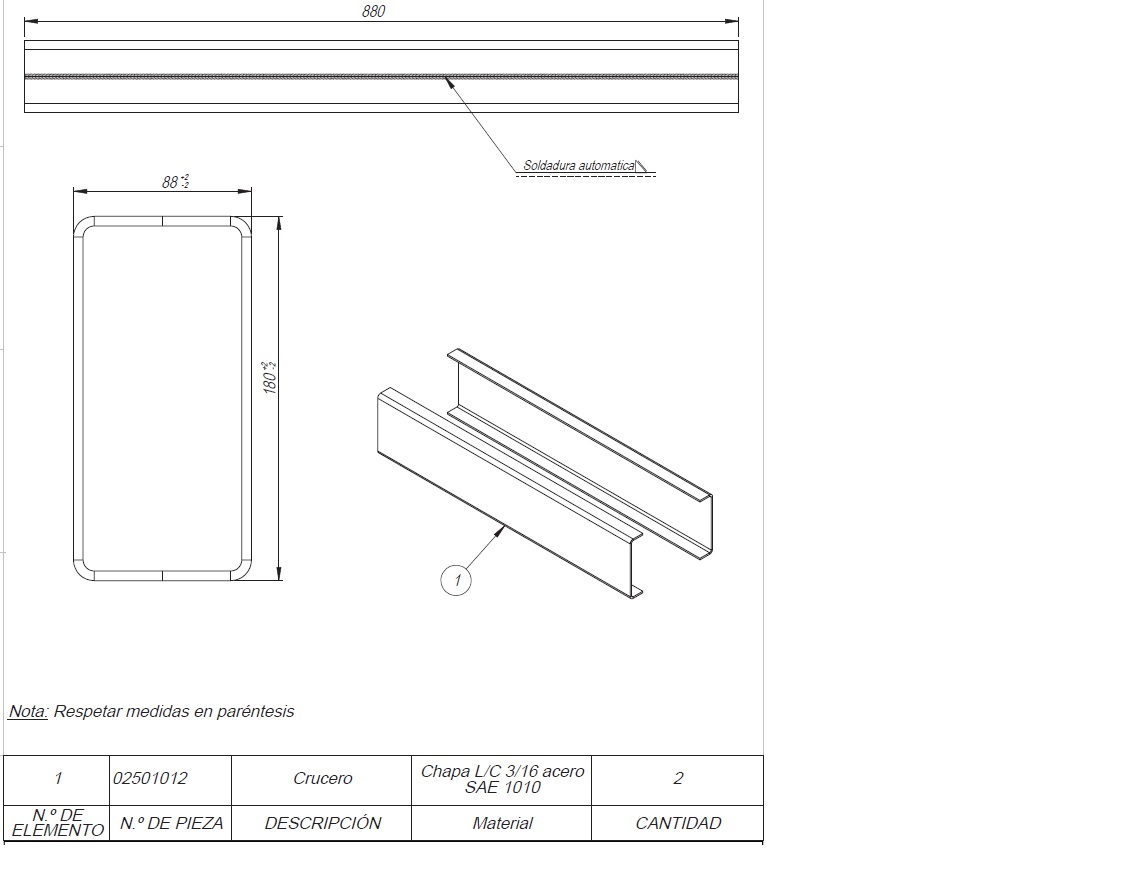 880
Soldadura automatica
88 +2 -2
180 +2 -2
1
Nota: Respetar medidas en paréntesis
1 02501012 Crucero Chapa L/C 3/16 acero SAE 1010 2
N.º DE ELEMENTO N.º DE PIEZA DESCRIPCIÓN Material CANTIDAD